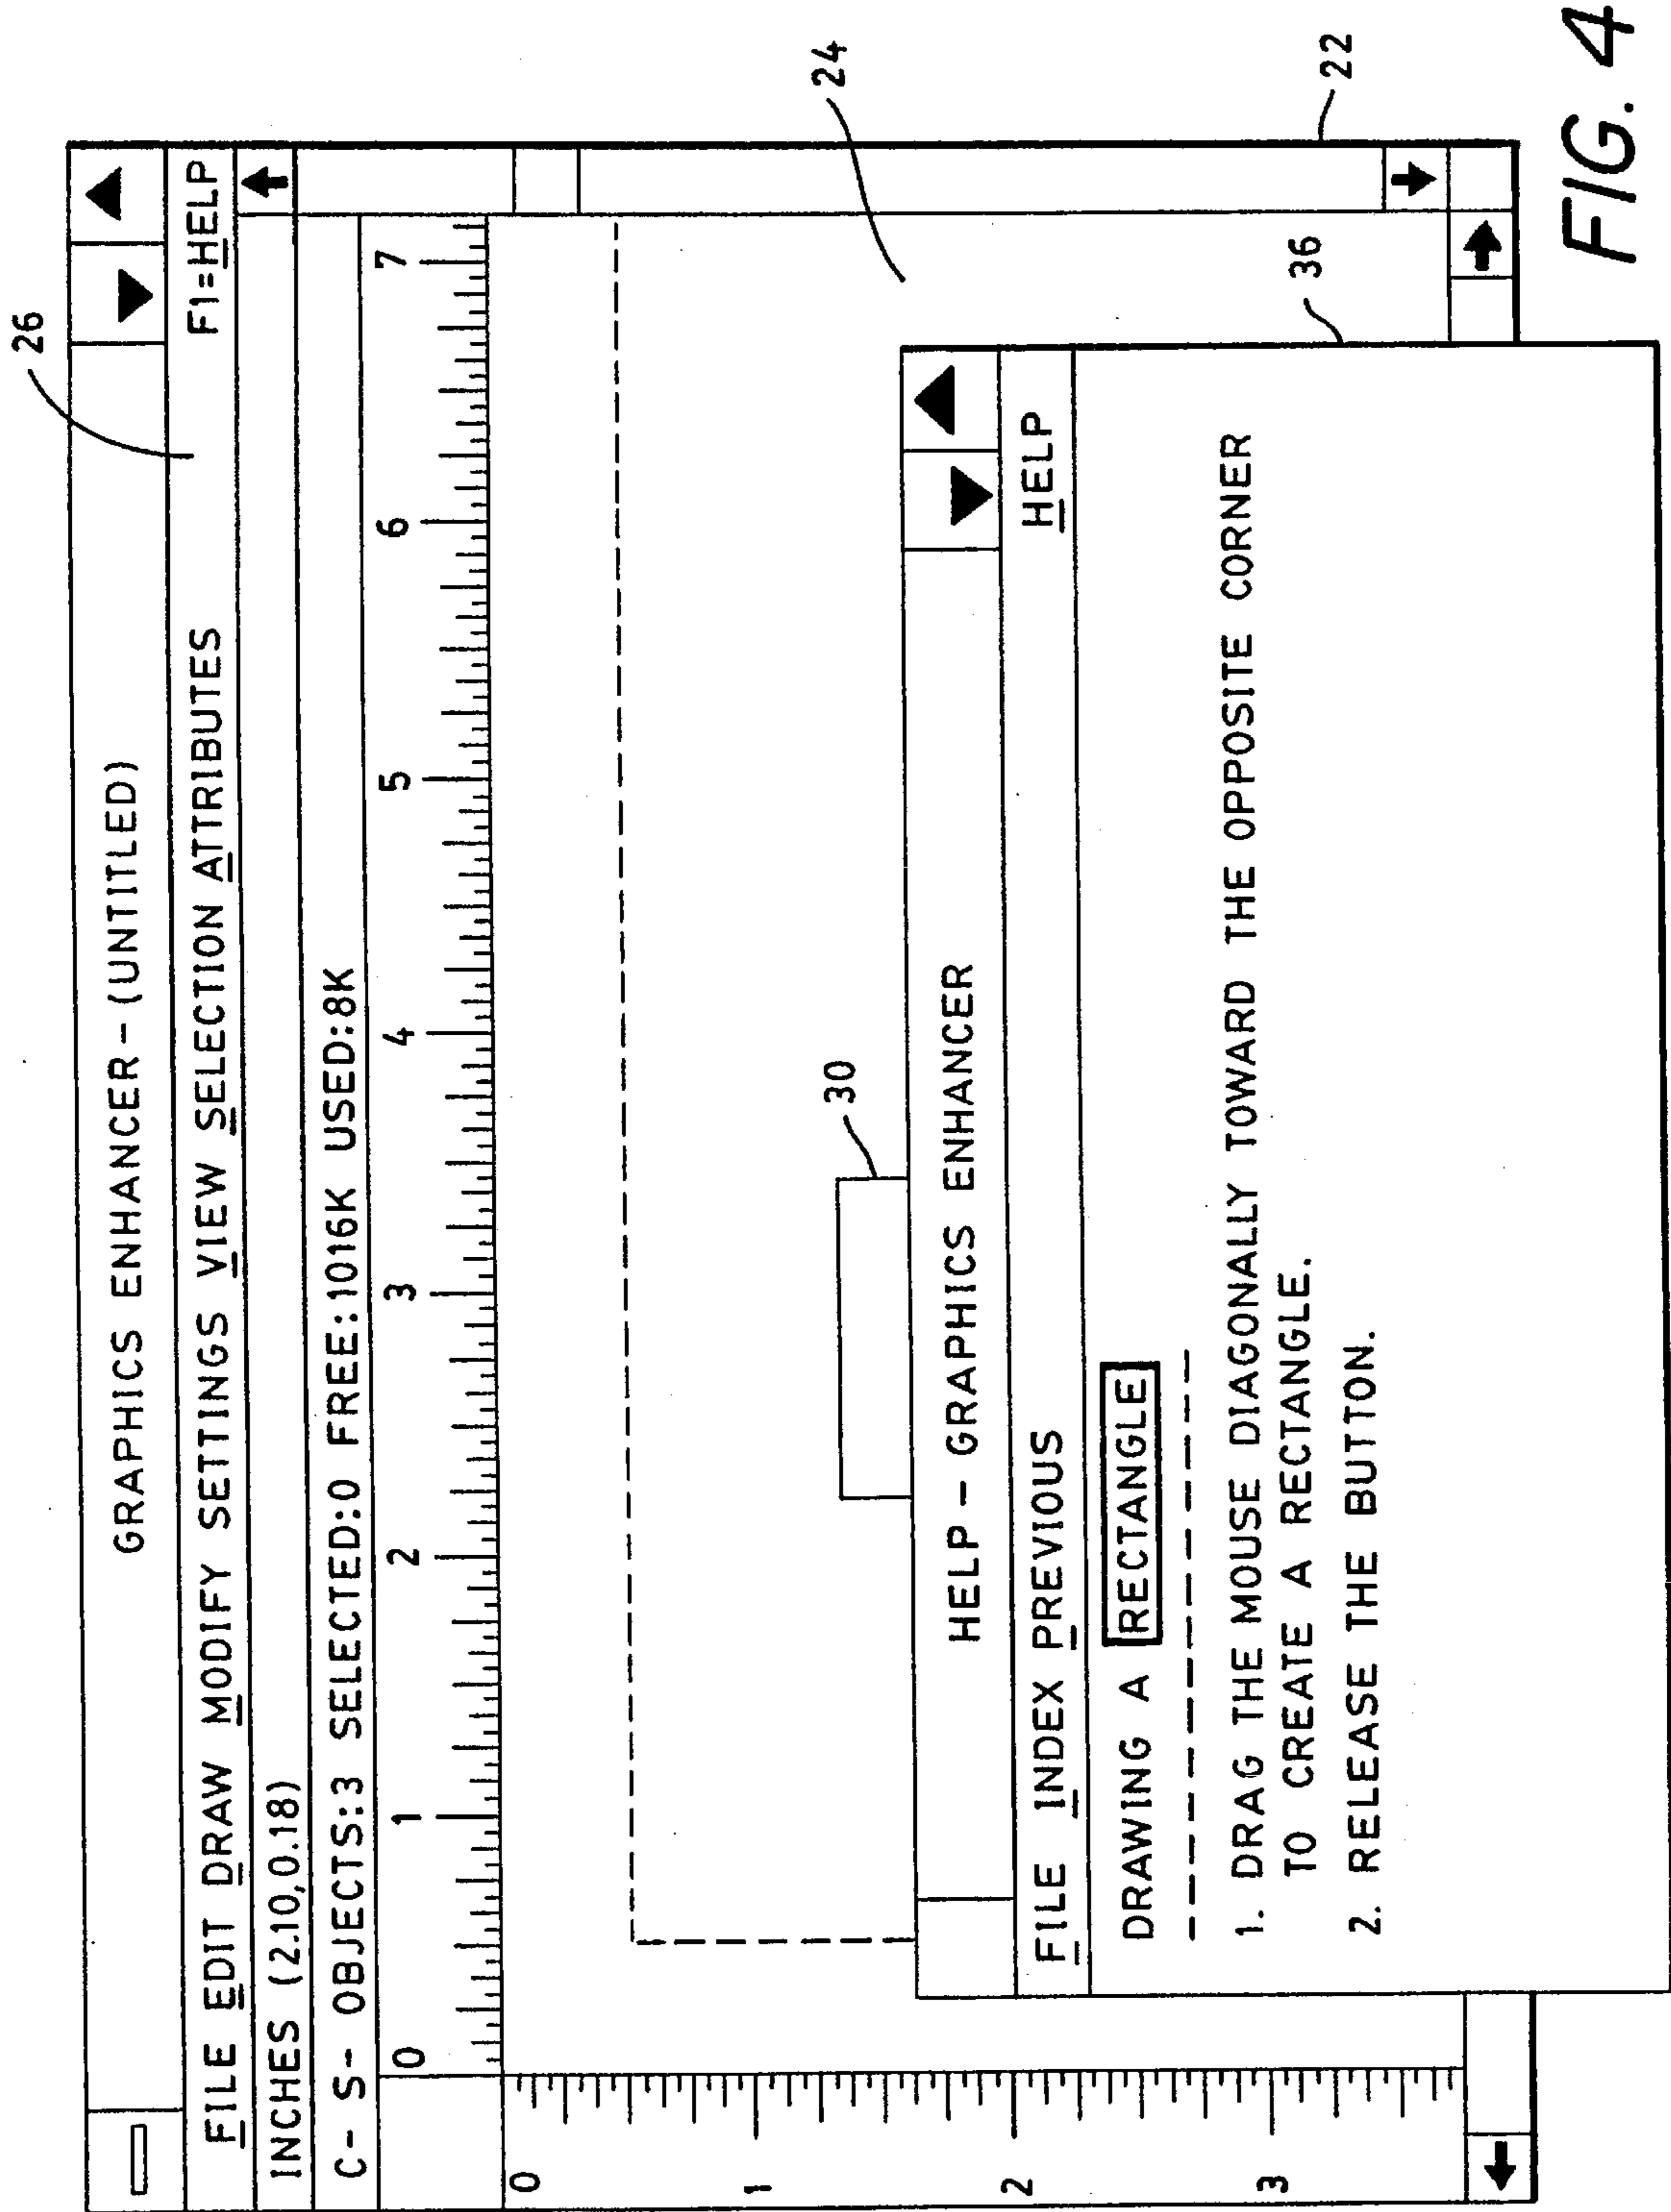 26
GRAPHICS ENHANCER-(UNTITLED)
FILE EDIT DRAW MODIFY SETTINGS VIEW SELECTION ATTRIBUTES F1=HELP
INCHES (2.10,0.18)
C- S- OBJECTS:3 SELECTED:0 FREE:1016K USED:8K
0 1 2 3 4 5 6 7
0
1
2
3
30
24
HELP - GRAPHICS ENHANCER
FILE INDEX PREVIOUS HELP
DRAWING A RECTANGLE
1. DRAG THE MOUSE DIAGONALLY TOWARD THE OPPOSITE CORNER
TO CREATE A RECTANGLE.
2. RELEASE THE BUTTON.
36
22
FIG. 4